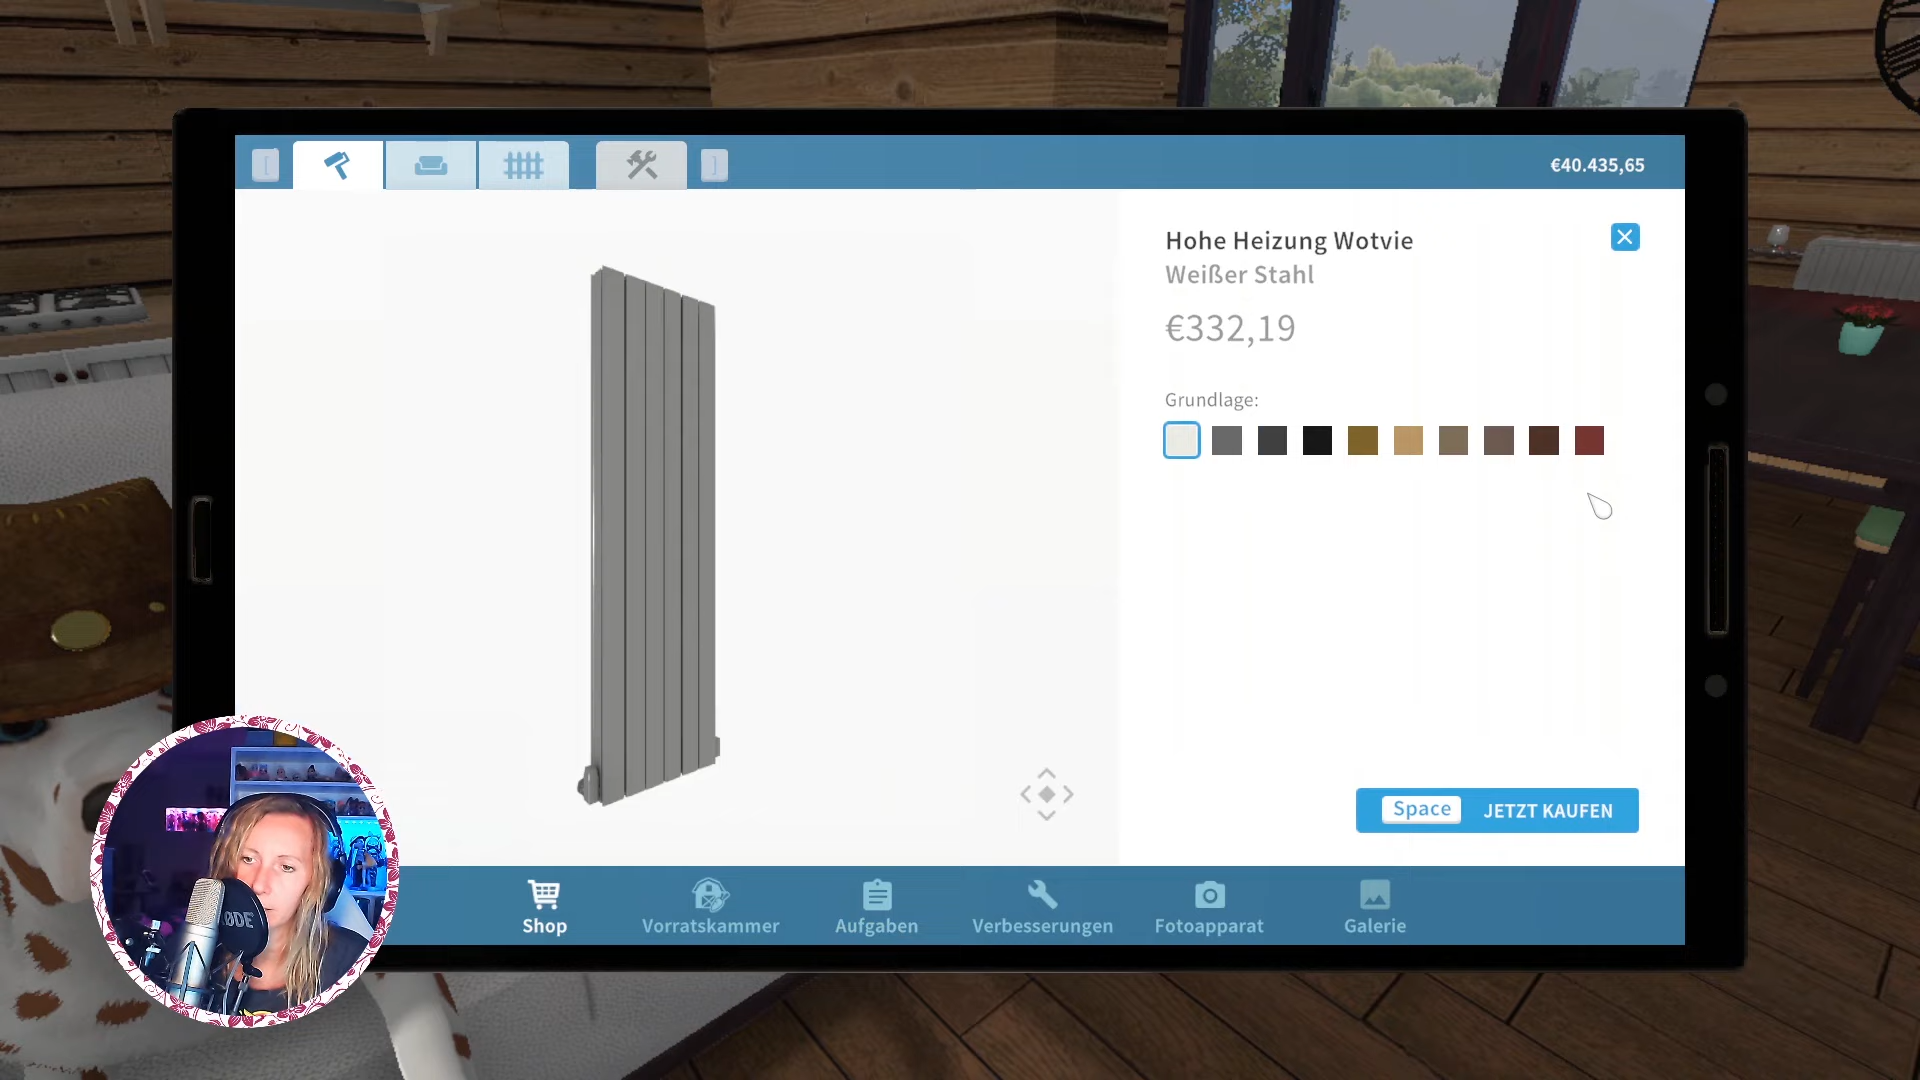 €40.435,65
Hohe Heizung Wotvie
Weißer Stahl
€332,19
Grundlage:
Space JETZT KAUFEN
Shop
Vorratskammer
Aufgaben
Verbesserungen
Fotoapparat
Galerie
RØDE